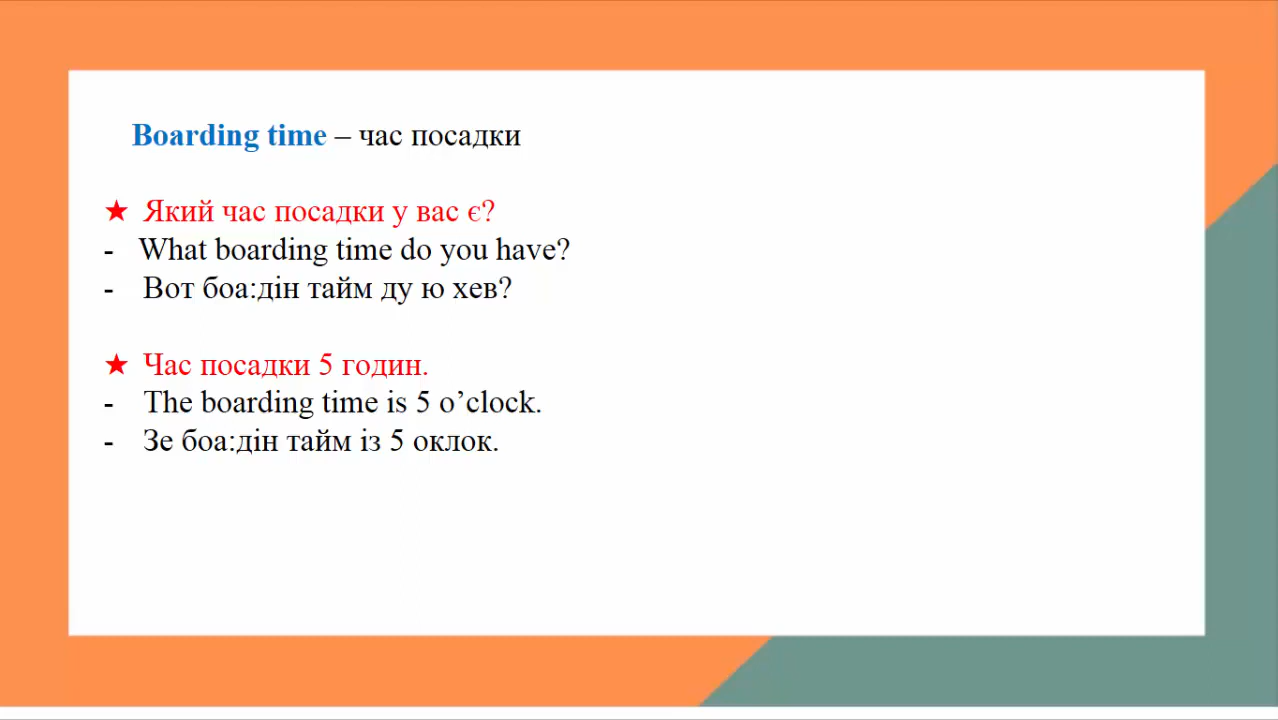 Boarding time – час посадки
★ Який час посадки у вас є?
- What boarding time do you have?
- Вот боа:дін тайм ду ю хев?
★ Час посадки 5 годин.
- The boarding time is 5 o’clock.
- Зе боа:дін тайм із 5 оклок.